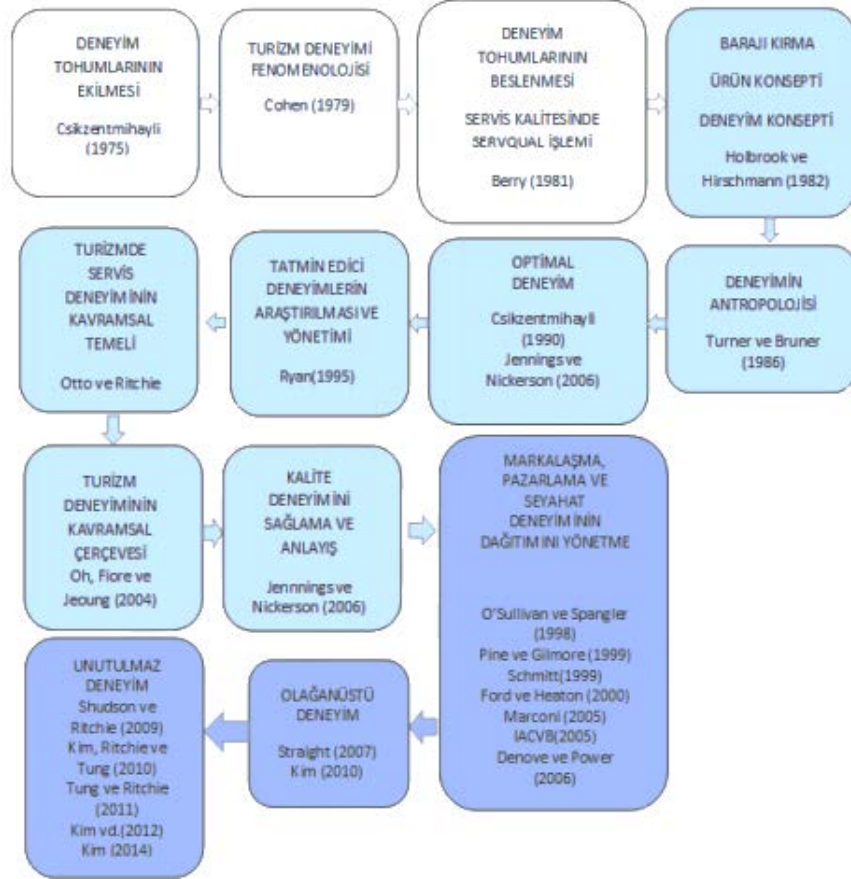 DENEYİM
TOHUMLARININ
EKİLMESİ
Csikzentmihayli
(1975)
TURİZM DENEYİMİ
FENOMENOLOJİSİ
Cohen (1979)
DENEYİM
TOHUMLARININ
BESLENMESİ
SERVİS KALİTESİNDE
SERVQUAL İŞLEMİ
Berry (1981)
BARAJI KIRMA
ÜRÜN KONSEPTİ
DENEYİM KONSEPTİ
Holbrook ve
Hirschmann (1982)
DENEYİMİN
ANTROPOLOJİSİ
Turner ve Bruner
(1986)
OPTİMAL
DENEYİM
Csikzentmihayli
(1990)
Jennings ve
Nickerson (2006)
TATMİN EDİCİ
DENEYİMLERİN
ARAŞTIRILMASI VE
YÖNETİMİ
Ryan(1995)
TURİZMDE
SERVİS
DENEYİMİNİN
KAVRAMSAL
TEMELİ
Otto ve Ritchie
TURİZM
DENEYİMİNİN
KAVRAMSAL
ÇERÇEVESİ
Oh, Fiore ve
Jeoung (2004)
KALİTE
DENEYİMİNİ
SAĞLAMA VE
ANLAYIŞ
Jennnings ve
Nickerson (2006)
MARKALAŞMA,
PAZARLAMA VE
SEYAHAT
DENEYİMİNİN
DAĞITIMINI YÖNETME
O'Sullivan ve Spangler
(1998)
Pine ve Gilmore (1999)
Schmitt(1999)
Ford ve Heaton (2000)
Marconi (2005)
IACVB(2005)
Denove ve Power
(2006)
OLAĞANÜSTÜ
DENEYİM
Straight (2007)
Kim (2010)
UNUTULMAZ
DENEYİM
Shudson ve
Ritchie (2009)
Kim, Ritchie ve
Tung (2010)
Tung ve Ritchie
(2011)
Kim vd.(2012)
Kim (2014)